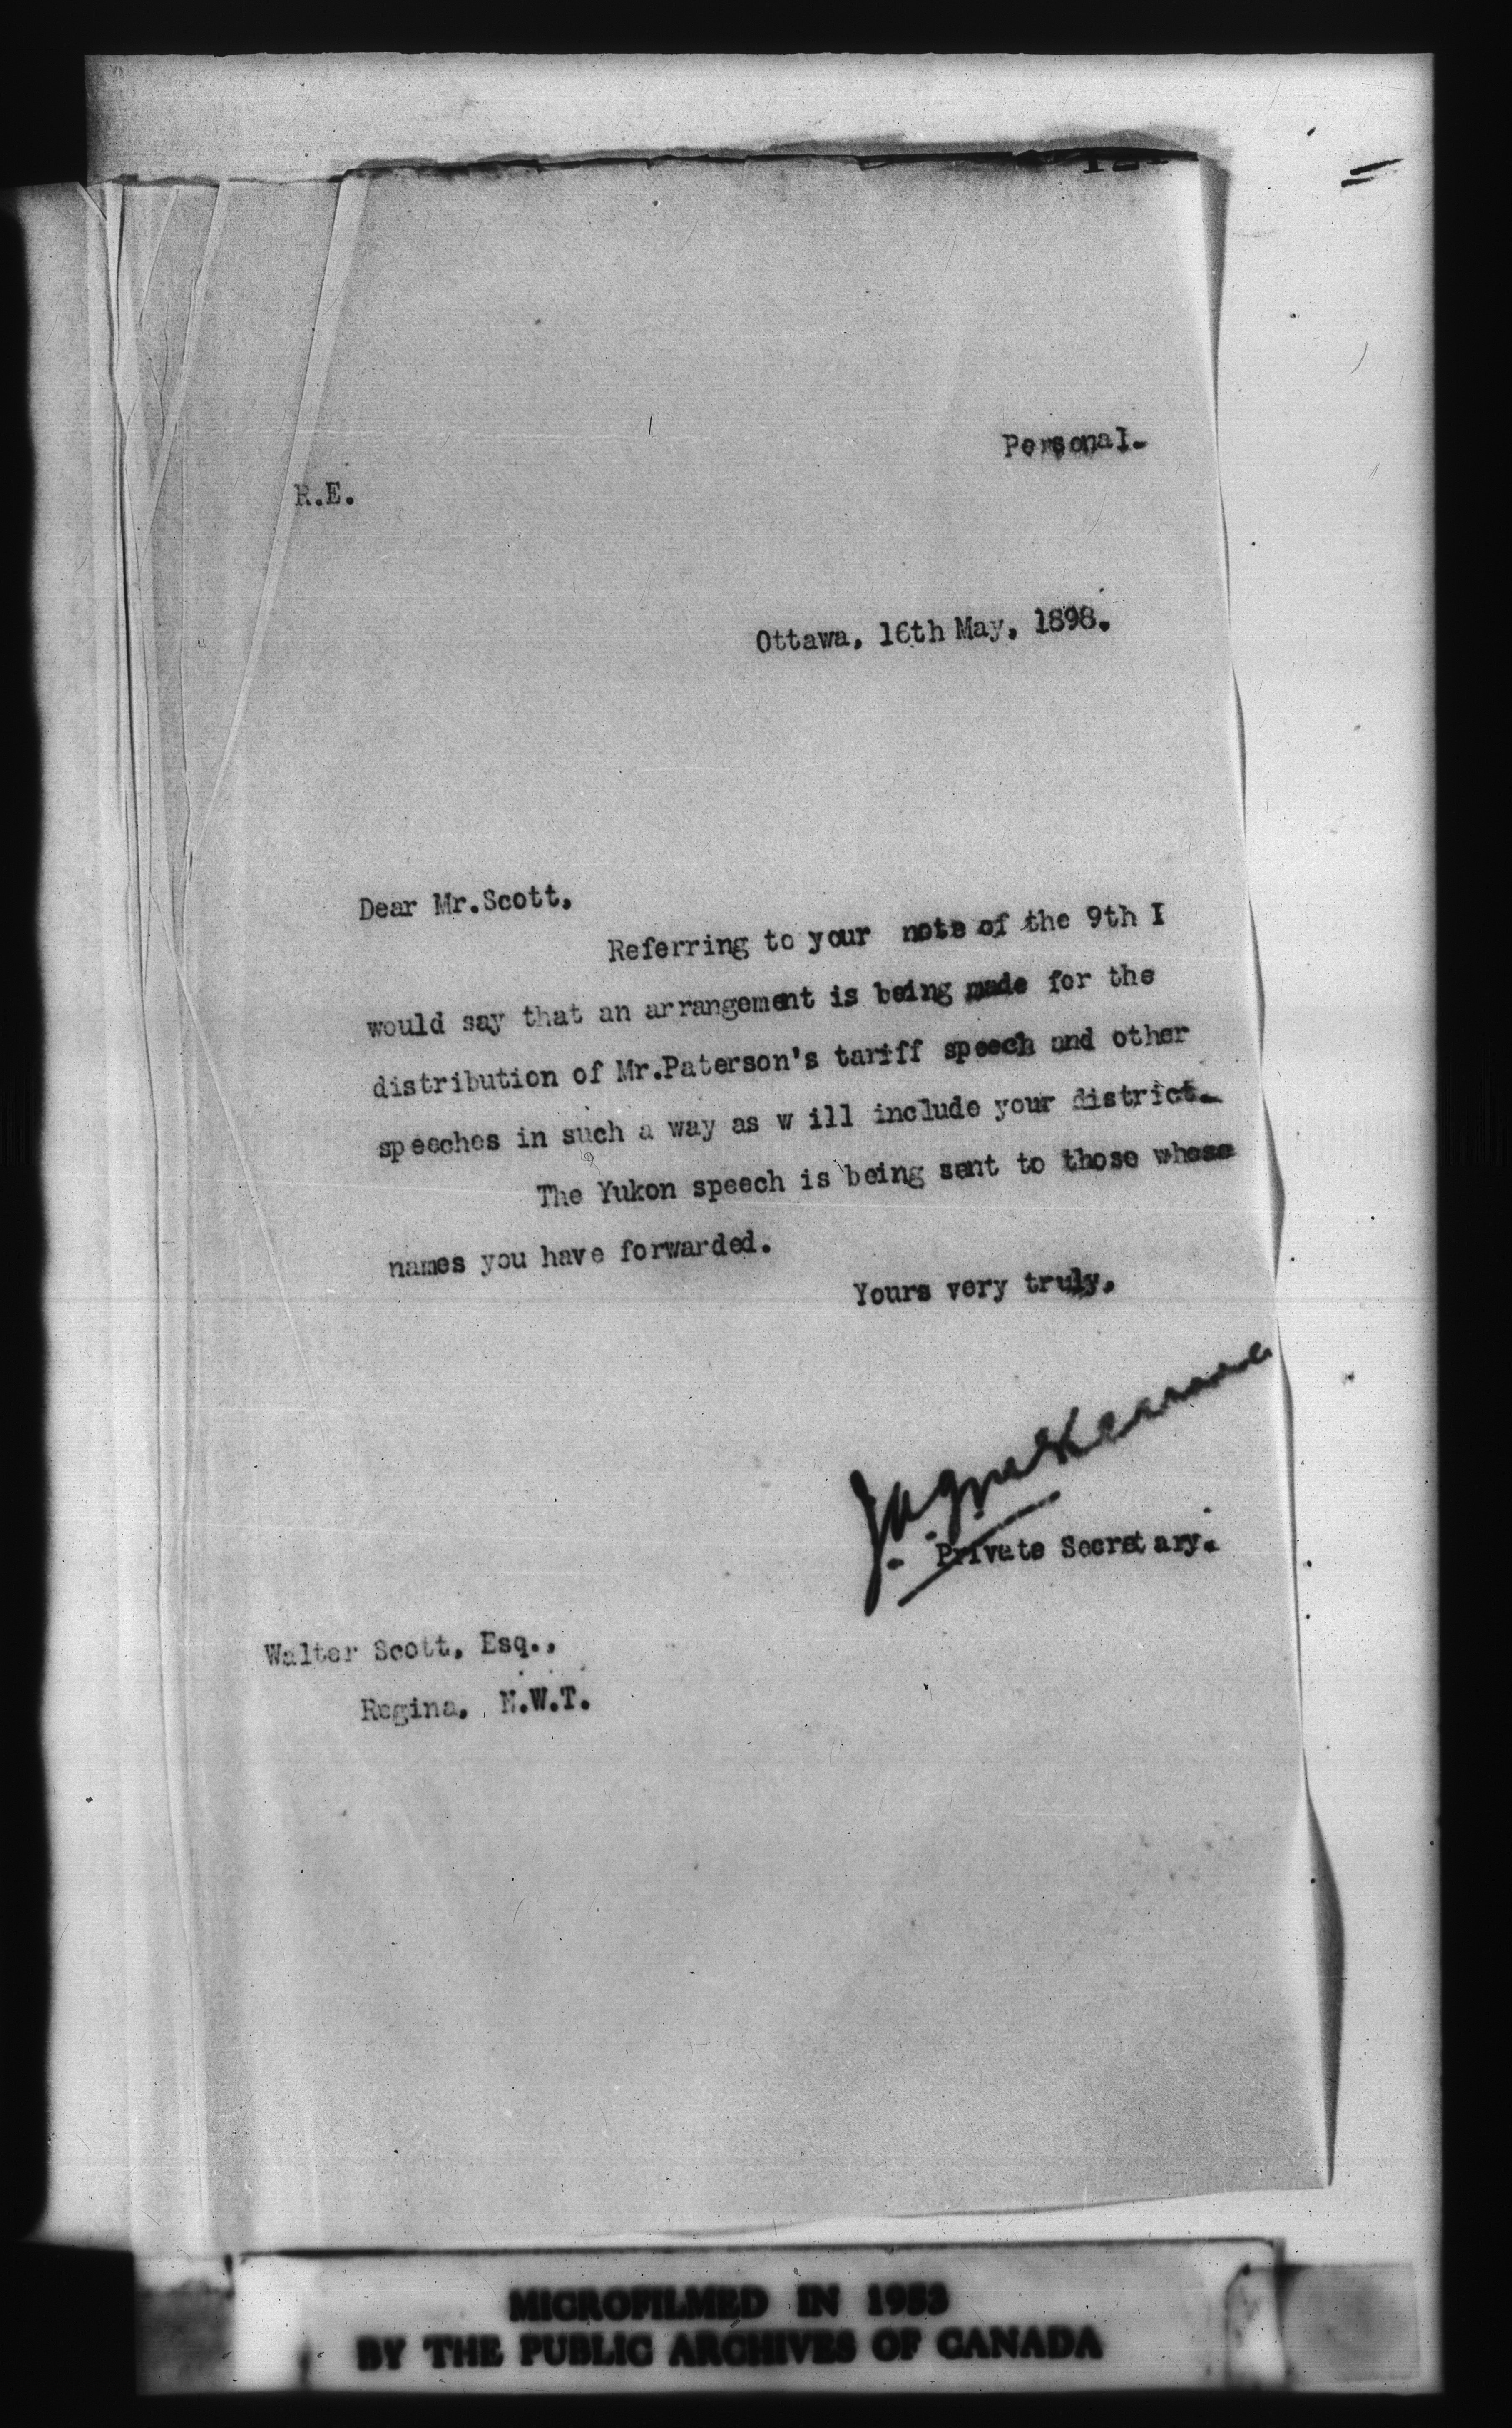 Personal.
R.E.
Ottawa, 16th May, 1898.
Dear Mr.Scott,
Referring to your note of the 9th I
would say that an arrangement is being made for the
distribution of Mr.Paterson's tariff speech and other
speeches in such a way as w ill include your district.
The Yukon speech is being sent to those whose
names you have forwarded.
Yours very truly,
Private Secretary.
Walter Scott, Esq.,
Regina, N.W.T.
MICROFILMED IN 1953
BY THE PUBLIC ARCHIVES OF CANADA